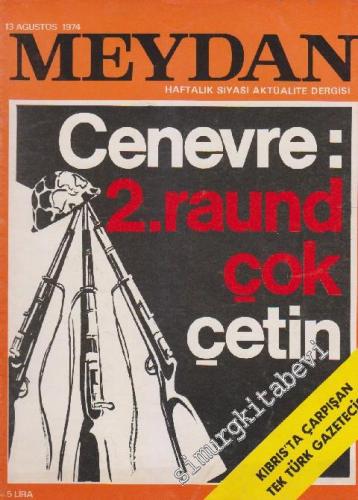 13 AĞUSTOS 1974
MEYDAN
HAFTALIK SİYASİ AKTÜALİTE DERGİSİ
Cenevre:
2.raund
çok
çetin
simurgkitabevi
KIBRIS'TA ÇARPIŞAN
TEK TÜRK GAZETECİ
5 LİRA